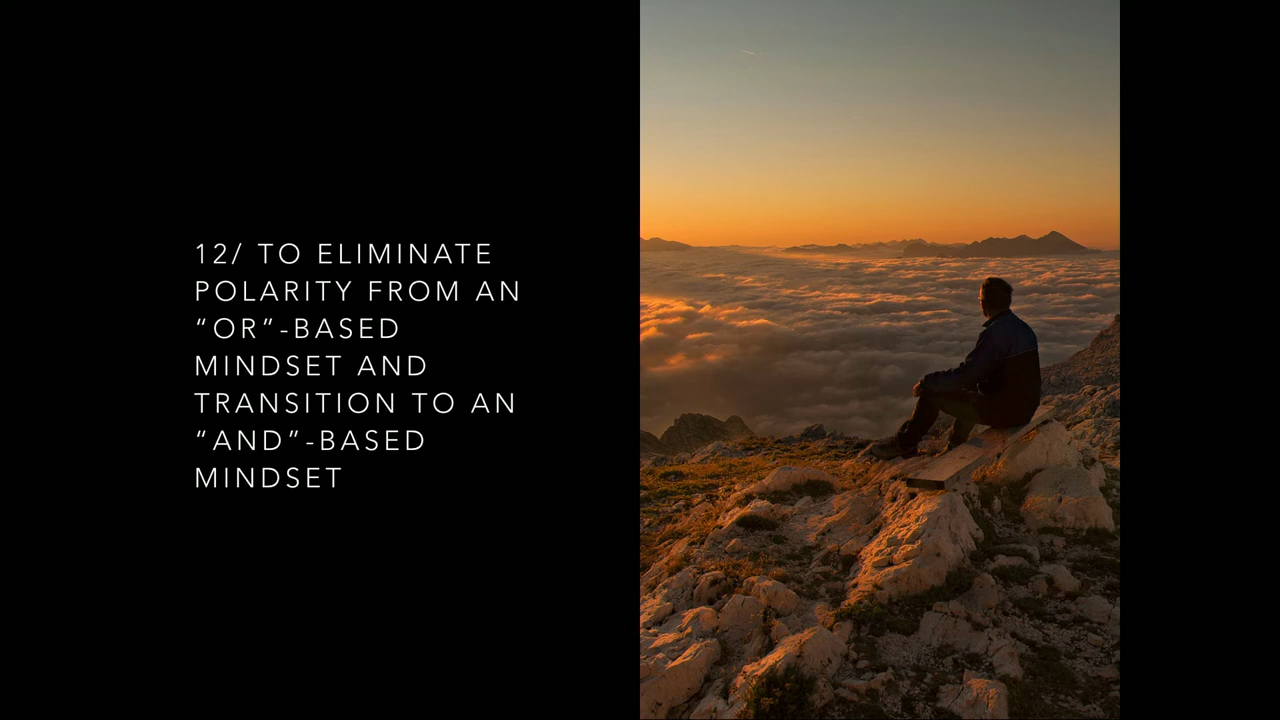 12/ TO ELIMINATE
POLARITY FROM AN
“OR”-BASED
MINDSET AND
TRANSITION TO AN
“AND”-BASED
MINDSET